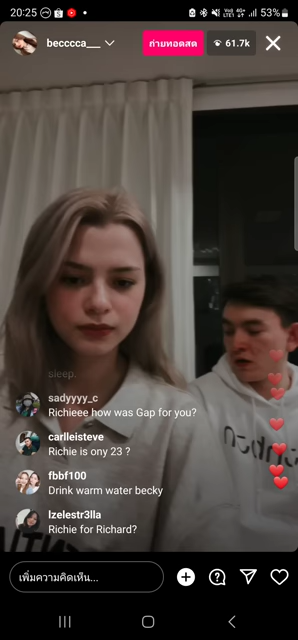 20:25
53%
becccca___
ถ่ายทอดสด
61.7k
sleep.
sadyyyy_c
Richieee how was Gap for you?
carlleisteve
Richie is ony 23 ?
fbbf100
Drink warm water becky
lzelestr3lla
Richie for Richard?
เพิ่มความคิดเห็น...